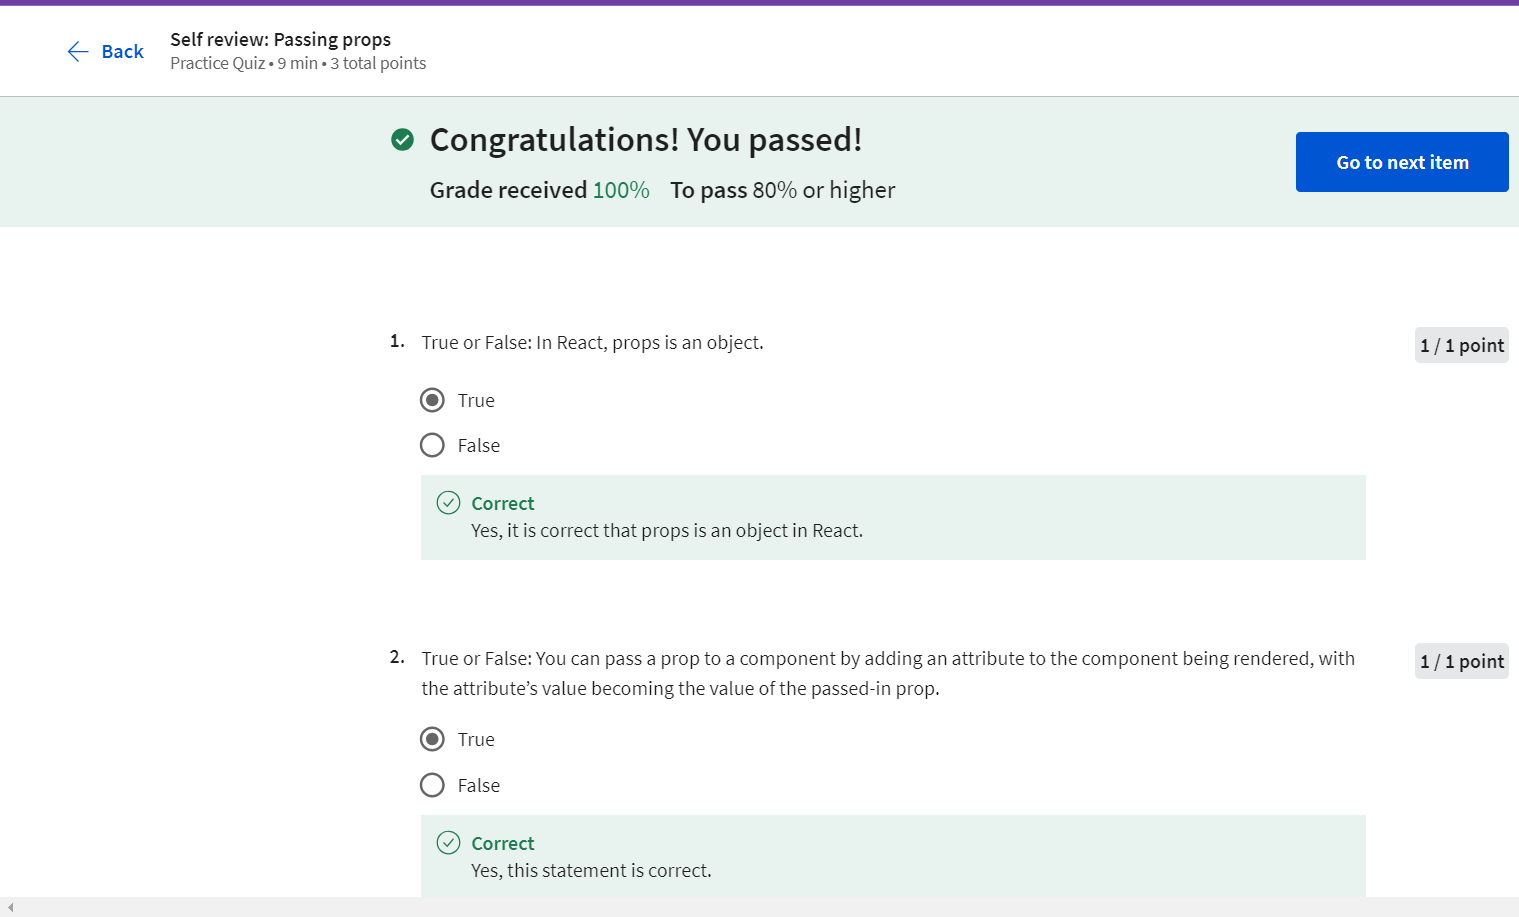 Back
Self review: Passing props
Practice Quiz • 9 min • 3 total points
Congratulations! You passed!
Grade received 100% To pass 80% or higher
Go to next item
1. True or False: In React, props is an object.
1 / 1 point
True
False
Correct
Yes, it is correct that props is an object in React.
2. True or False: You can pass a prop to a component by adding an attribute to the component being rendered, with
the attribute’s value becoming the value of the passed-in prop.
1 / 1 point
True
False
Correct
Yes, this statement is correct.